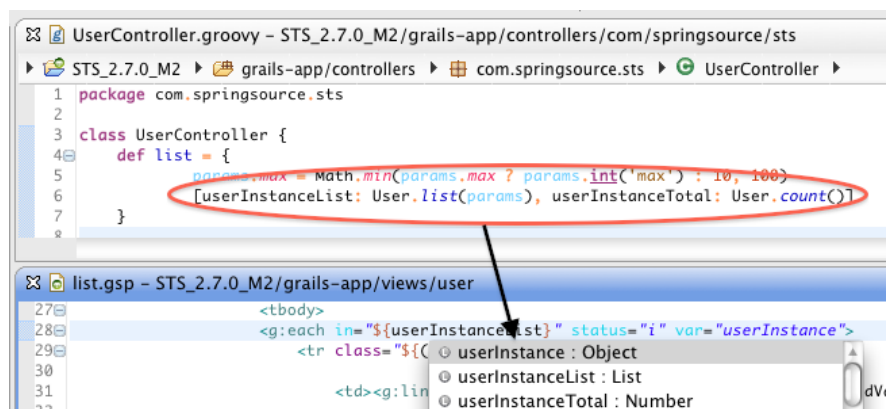 UserController.groovy – STS_2.7.0_M2/grails-app/controllers/com/springsource/sts
STS_2.7.0_M2 grails-app/controllers com.springsource.sts UserController
1 package com.springsource.sts
2
3 class UserController {
4 def list = {
5 params.max = Math.min(params.max ? params.int('max') : 10, 100)
6 [userInstanceList: User.list(params), userInstanceTotal: User.count()]
7 }
8
list.gsp – STS_2.7.0_M2/grails-app/views/user
27 <tbody>
28 <g:each in="${userInstanceList}" status="i" var="userInstance">
29 <tr class="${(
userInstance : Object
30
userInstanceList : List
31 <td><g:lin
userInstanceTotal : Number